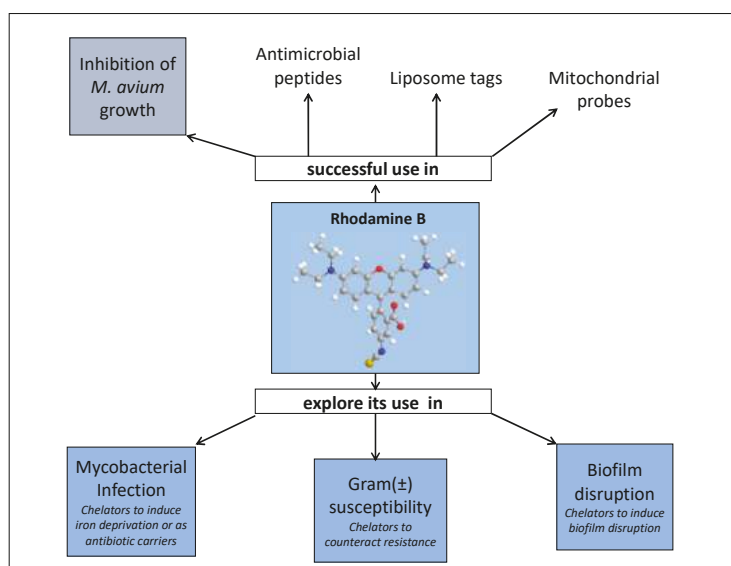 Inhibition of
M. avium
growth
Antimicrobial
peptides
Liposome tags
Mitochondrial
probes
successful use in
Rhodamine B
explore its use in
Mycobacterial
Infection
Chelators to induce
iron deprivation or as
antibiotic carriers
Gram(±)
susceptibility
Chelators to
counteract resistance
Biofilm
disruption
Chelators to induce
biofilm disruption